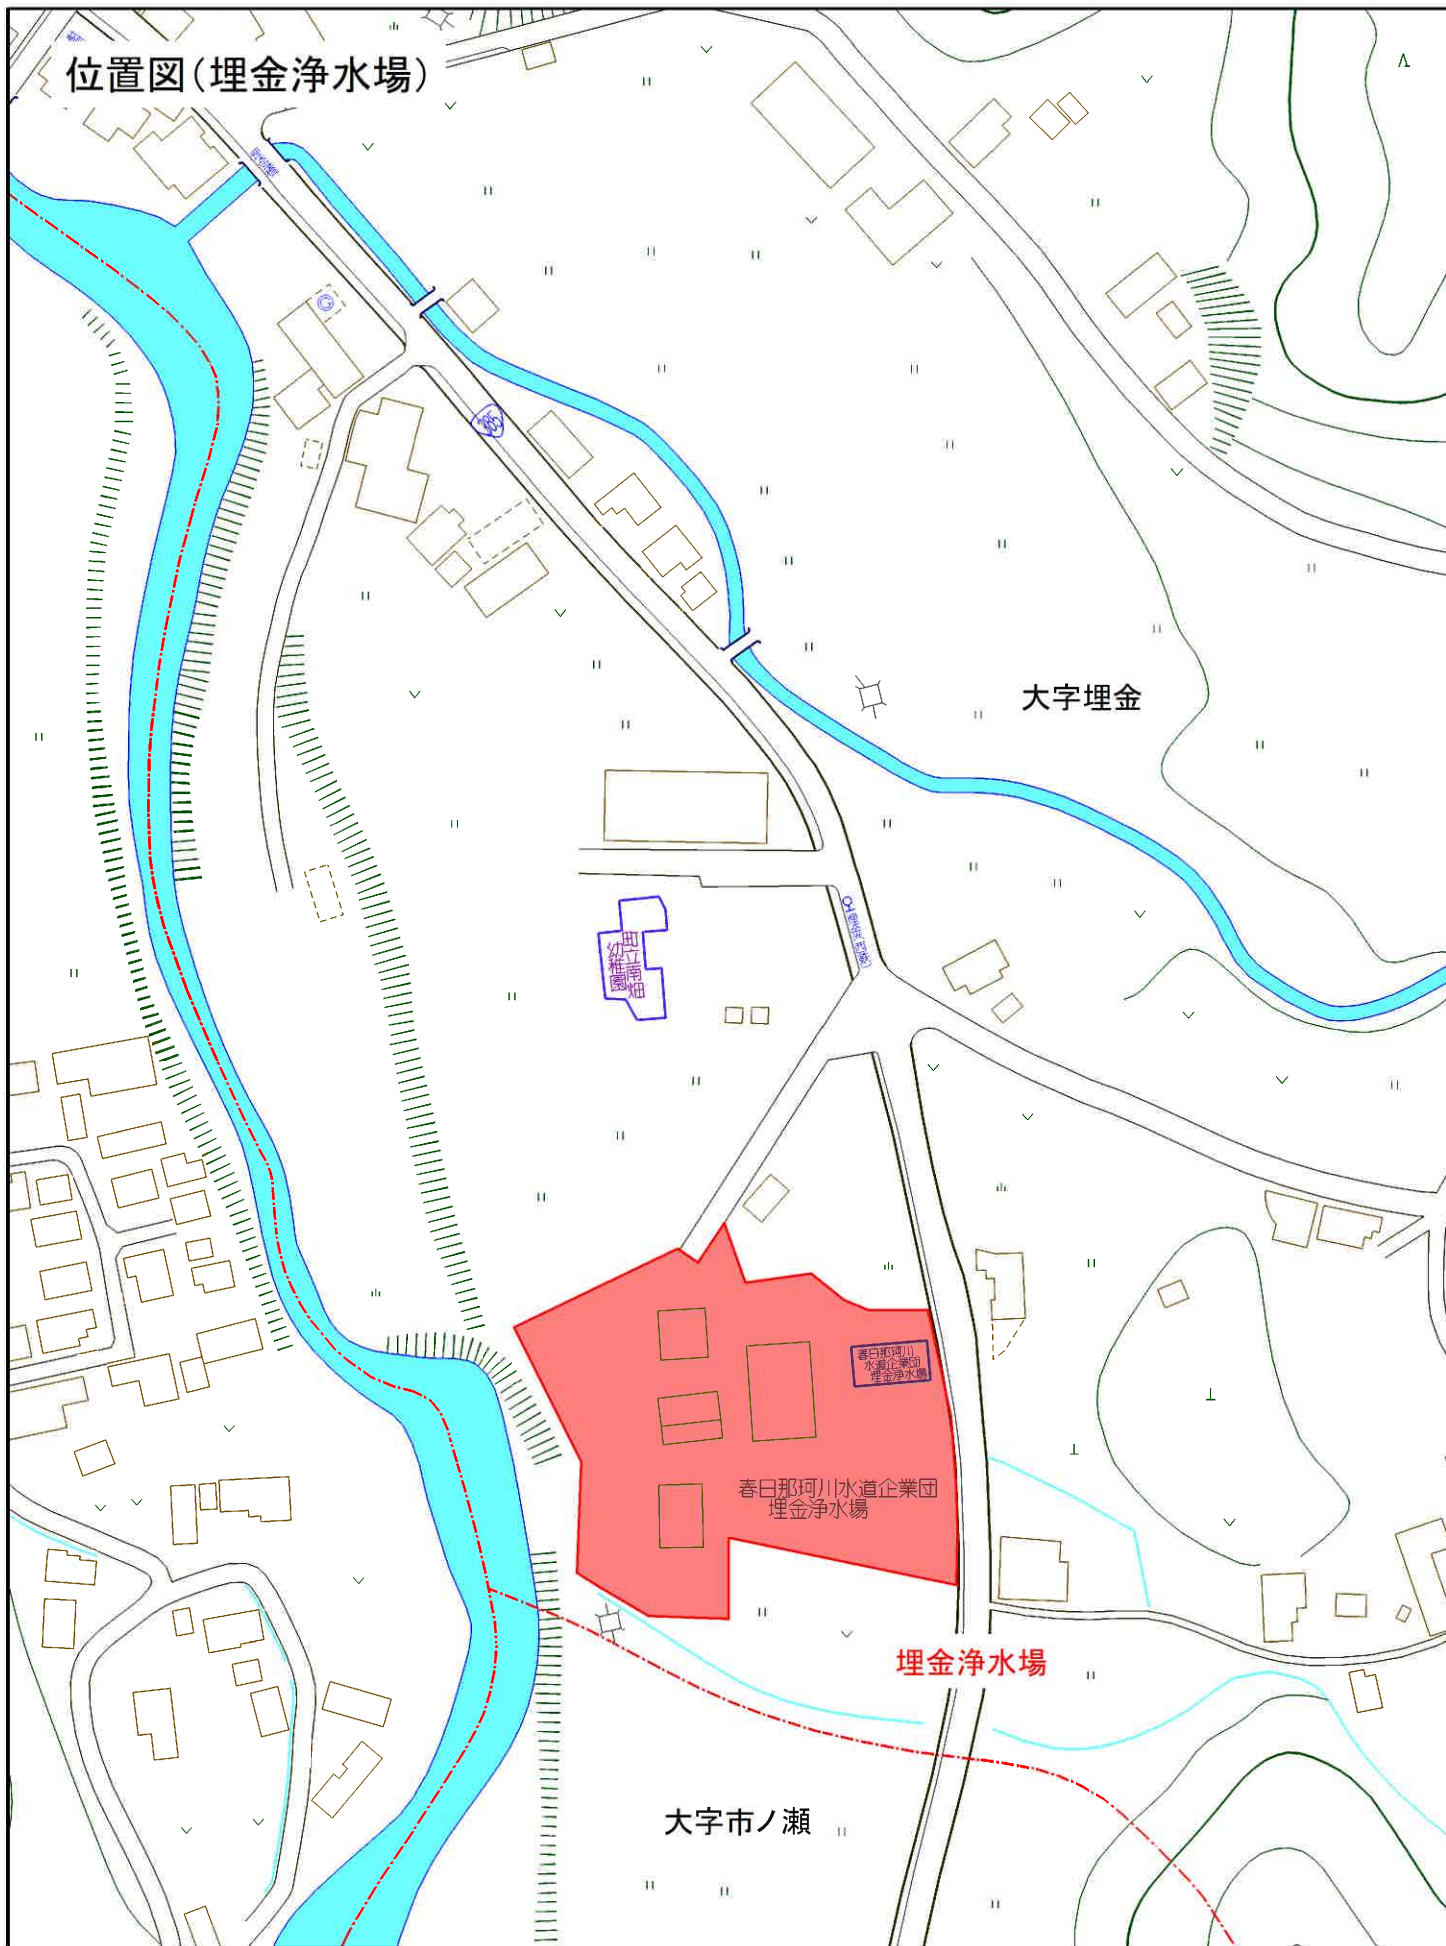 位置図(埋金浄水場)
385
大字埋金
町立南畑
幼稚園
春日那珂川
水道企業団
埋金浄水場
春日那珂川水道企業団
埋金浄水場
埋金浄水場
大字市ノ瀬